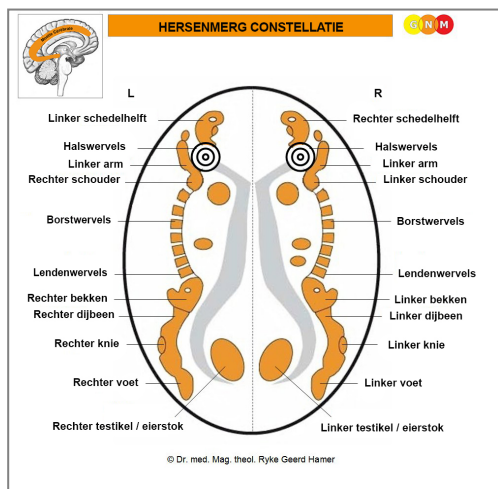 HERSENMERG CONSTELLATIE
GNM
L
R
Linker schedelhelft
Rechter schedelhelft
Halswervels
Halswervels
Linker arm
Linker arm
Rechter schouder
Linker schouder
Borstwervels
Borstwervels
Lendenwervels
Lendenwervels
Rechter bekken
Linker bekken
Rechter dijbeen
Linker dijbeen
Rechter knie
Linker knie
Rechter voet
Linker voet
Rechter testikel / eierstok
Linker testikel / eierstok
© Dr. med. Mag. theol. Ryke Geerd Hamer